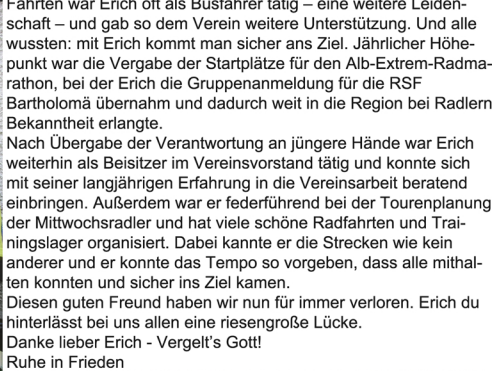 Fahrten war Erich oft als Busfahrer tätig – eine weitere Leiden-
schaft – und gab so dem Verein weitere Unterstützung. Und alle
wussten: mit Erich kommt man sicher ans Ziel. Jährlicher Höhe-
punkt war die Vergabe der Startplätze für den Alb-Extrem-Radma-
rathon, bei der Erich die Gruppenanmeldung für die RSF
Bartholomä übernahm und dadurch weit in die Region bei Radlern
Bekanntheit erlangte.
Nach Übergabe der Verantwortung an jüngere Hände war Erich
weiterhin als Beisitzer im Vereinsvorstand tätig und konnte sich
mit seiner langjährigen Erfahrung in die Vereinsarbeit beratend
einbringen. Außerdem war er federführend bei der Tourenplanung
der Mittwochsradler und hat viele schöne Radfahrten und Trai-
ningslager organisiert. Dabei kannte er die Strecken wie kein
anderer und er konnte das Tempo so vorgeben, dass alle mithal-
ten konnten und sicher ins Ziel kamen.
Diesen guten Freund haben wir nun für immer verloren. Erich du
hinterlässt bei uns allen eine riesengroße Lücke.
Danke lieber Erich - Vergelt’s Gott!
Ruhe in Frieden